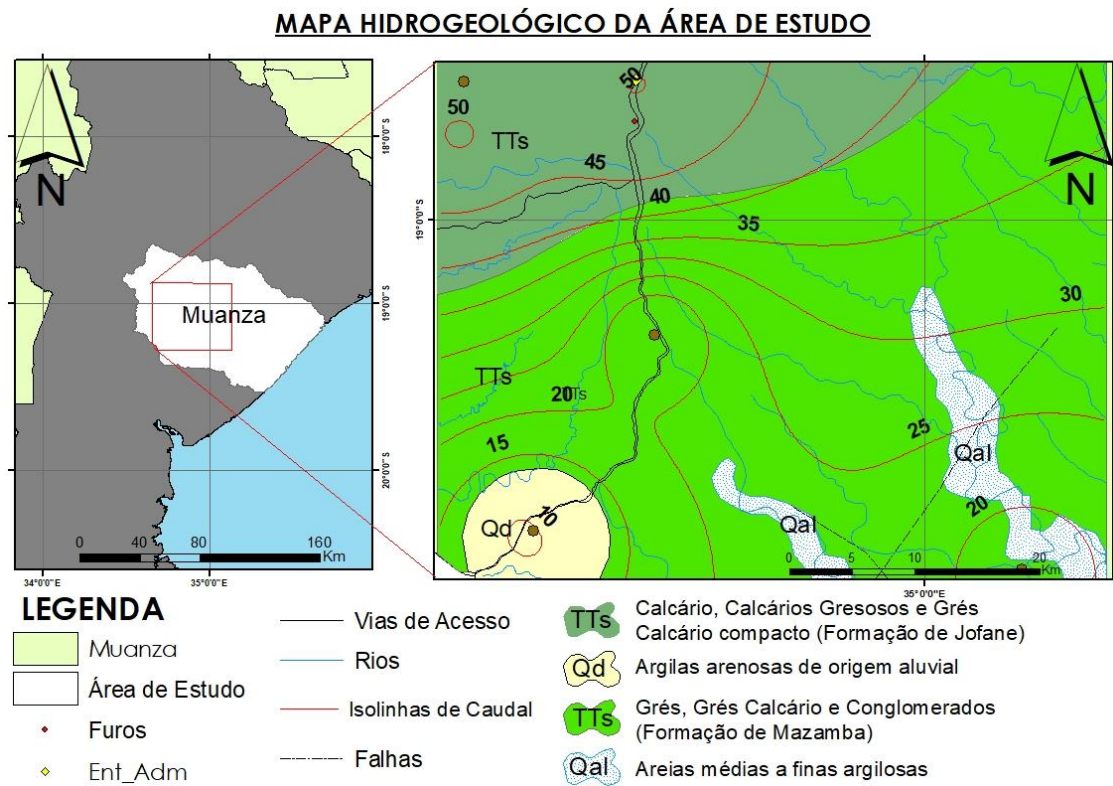 MAPA HIDROGEOLÓGICO DA ÁREA DE ESTUDO
N
18°0'0"S
19°0'0"S
20°0'0"S
Muanza
0 40 80 160
Km
34°0'0"E 35°0'0"E
50
50
TTs
45
40
35
N
19°0'0"S
30
TTs
20
TTs
15
25
Qal
20
Qd
10
Qal
0 5 10 20
Km
35°0'0"E
LEGENDA
Muanza
Área de Estudo
Furos
Ent_Adm
Vias de Acesso
Rios
Isolinhas de Caudal
Falhas
TTs
Calcário, Calcários Gresosos e Grés
Calcário compacto (Formação de Jofane)
Qd
Argilas arenosas de origem aluvial
TTs
Grés, Grés Calcário e Conglomerados
(Formação de Mazamba)
Qal
Areias médias a finas argilosas